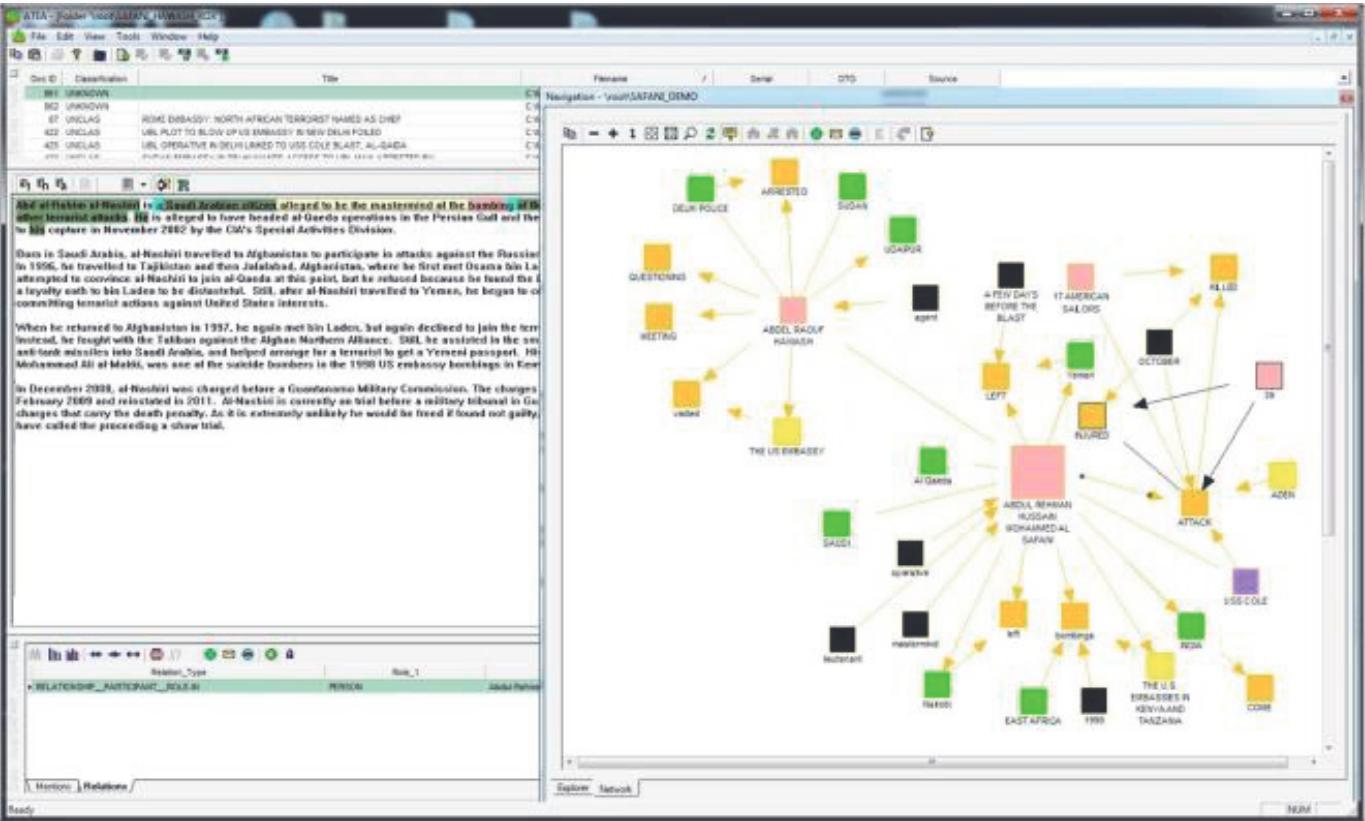 ATEA - [Folder '\root\SAFANI_HAWASH_KDR']
File Edit View Tools Window Help
Doc ID Classification Title Filename / Serial DTG Source
861 UNKNOWN
862 UNKNOWN
87 UNCLAS ROME EMBASSY: NORTH AFRICAN TERRORIST NAMED AS CHIEF
422 UNCLAS UBL PLOT TO BLOW UP US EMBASSY IN NEW DELHI FOILED
425 UNCLAS UBL OPERATIVE IN DELHI LINKED TO USS COLE BLAST, AL-QAIDA
Navigation - '\root\SAFANI_DEMO
Abd al-Rahim al-Nashiri is a Saudi Arabian citizen alleged to be the mastermind of the bombing of the
other terrorist attacks. He is alleged to have headed al-Qaeda operations in the Persian Gulf and the
to his capture in November 2002 by the CIA's Special Activities Division.
Born in Saudi Arabia, al-Nashiri travelled to Afghanistan to participate in attacks against the Russian
In 1996, he travelled to Tajikistan and then Jalalabad, Afghanistan, where he first met Osama bin La
attempted to convince al-Nashiri to join al-Qaeda at this point, but he refused because he found the
a loyalty oath to bin Laden to be distasteful. Still, after al-Nashiri travelled to Yemen, he began to
committing terrorist actions against United States interests.
When he returned to Afghanistan in 1997, he again met bin Laden, but again declined to join the terr
Instead, he fought with the Taliban against the Afghan Northern Alliance. Still, he assisted in the sm
anti-tank missiles into Saudi Arabia, and helped arrange for a terrorist to get a Yemeni passport. Hi
Mohammad Ali al-Makki, was one of the suicide bombers in the 1998 US embassy bombings in Ken
In December 2008, al-Nashiri was charged before a Guantanamo Military Commission. The charges
February 2009 and reinstated in 2011. Al-Nashiri is currently on trial before a military tribunal in Gu
charges that carry the death penalty. As it is extremely unlikely he would be freed if found not guilty,
have called the proceeding a show trial.
DELHI POLICE
ARRESTED
SUDAN
UDAIPUR
QUESTIONING
MEETING
ABDEL RAOUF
HAWASH
agent
visited
THE US EMBASSY
A FEW DAYS
BEFORE THE
BLAST
17 AMERICAN
SAILORS
KILLED
OCTOBER
Yemen
39
LEFT
INJURED
Al Qaeda
ABDUL REHMAN
HUSSAIN
MOHAMMED AL
SAFANI
ATTACK
ADEN
SAUDI
operative
USS COLE
lieutenant
mastermind
left
bombings
INDIA
Nairobi
EAST AFRICA
1998
THE U.S.
EMBASSIES IN
KENYA AND
TANZANIA
COME
Relation_Type Role_1
RELATIONSHIP__PARTICIPANT__ROLE-IN PERSON
Mentions Relations
Explorer Network
Ready NUM